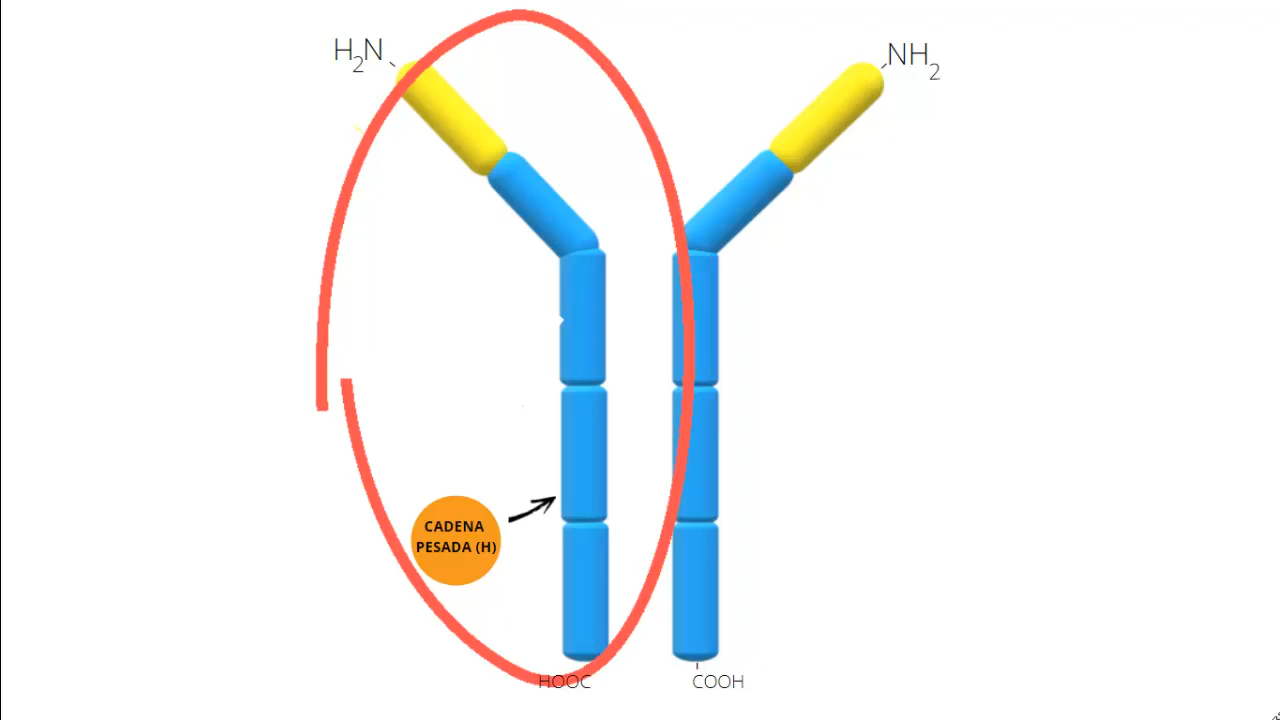 H₂N
NH₂
CADENA
PESADA (H)
HOOC
COOH